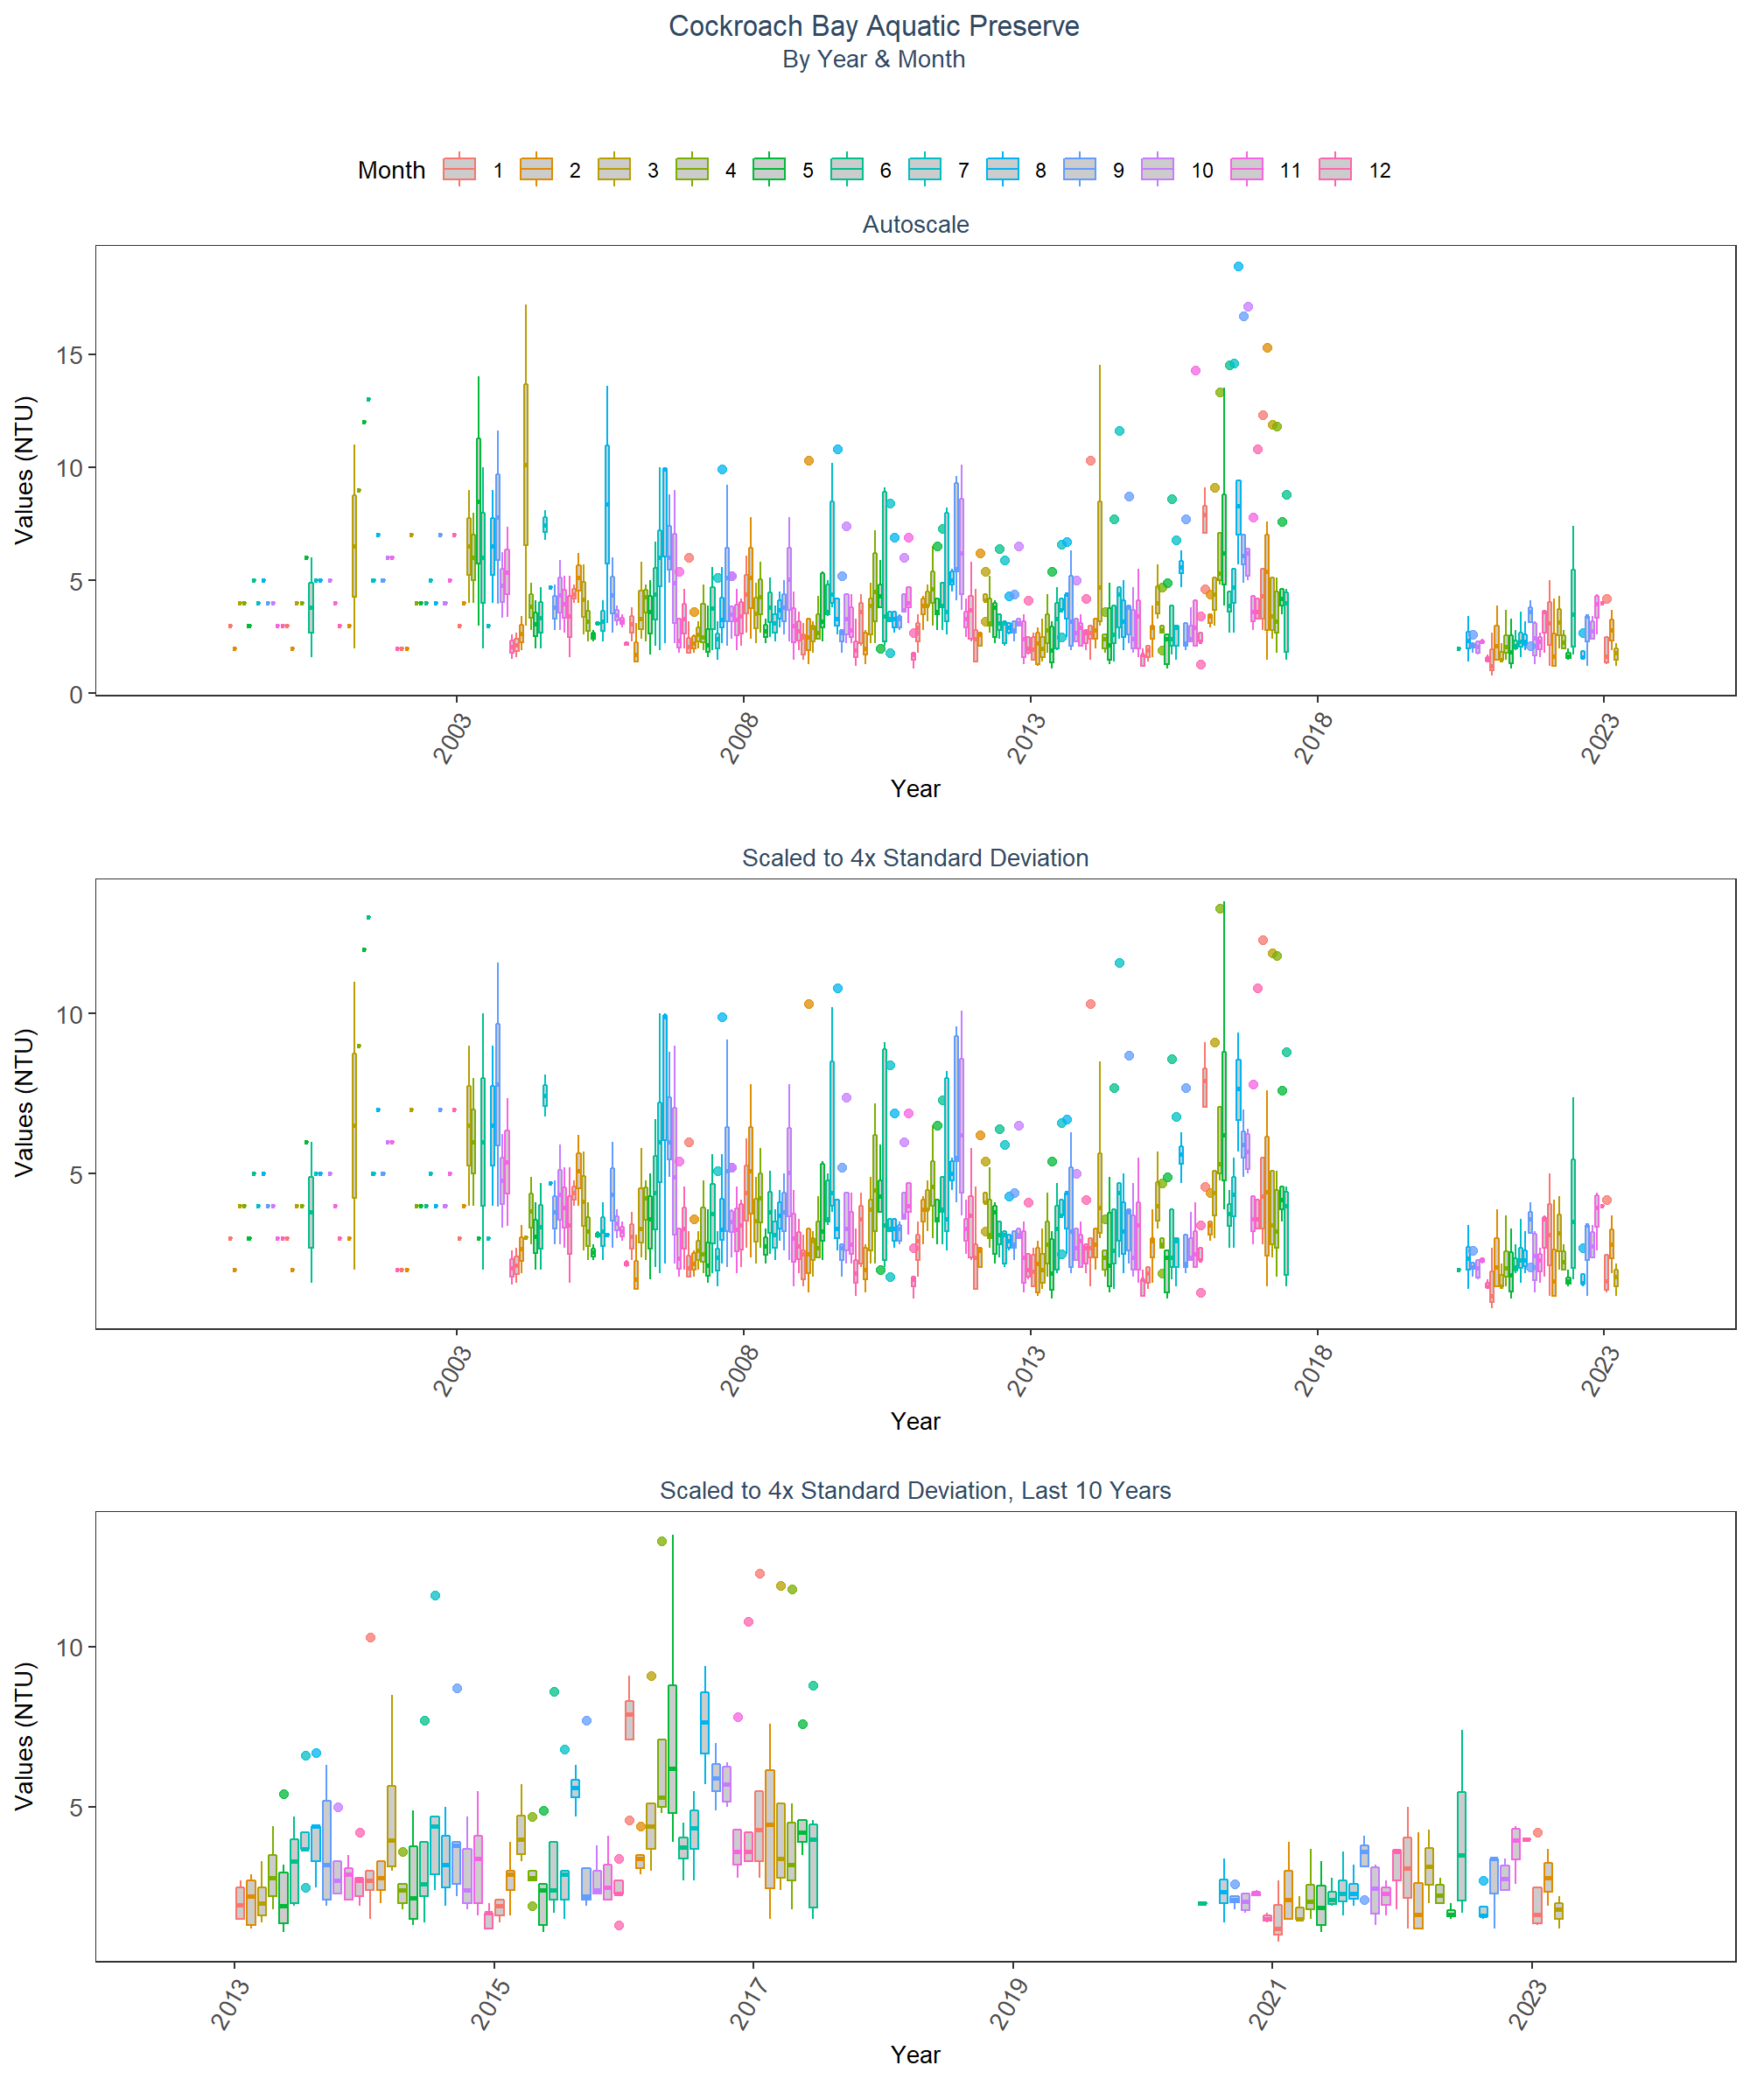 Cockroach Bay Aquatic Preserve
By Year & Month
Month 1 2 3 4 5 6 7 8 9 10 11 12
Autoscale
Values (NTU)
15
10
5
0
2003 2008 2013 2018 2023
Year
Scaled to 4x Standard Deviation
Values (NTU)
10
5
2003 2008 2013 2018 2023
Year
Scaled to 4x Standard Deviation, Last 10 Years
Values (NTU)
10
5
2013 2015 2017 2019 2021 2023
Year